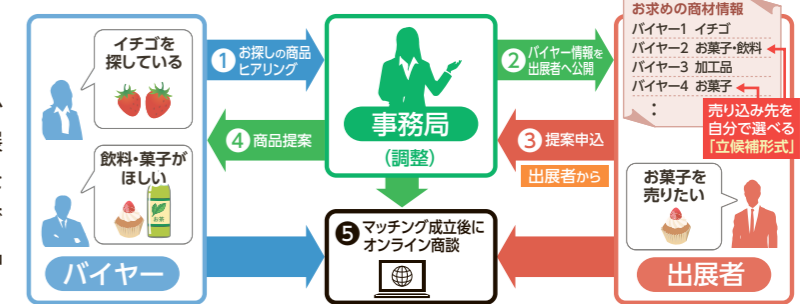 イチゴを
探している
飲料・菓子が
ほしい
お茶
バイヤー
1 お探しの商品
ヒアリング
4 商品提案
事務局
(調整)
2 バイヤー情報を
出展者へ公開
3 提案申込
出展者から
5 マッチング成立後に
オンライン商談
お求めの商材情報
バイヤー1 イチゴ
バイヤー2 お菓子・飲料
バイヤー3 加工品
バイヤー4 お菓子
:
売り込み先を
自分で選べる
「立候補形式」
お菓子を
売りたい
出展者